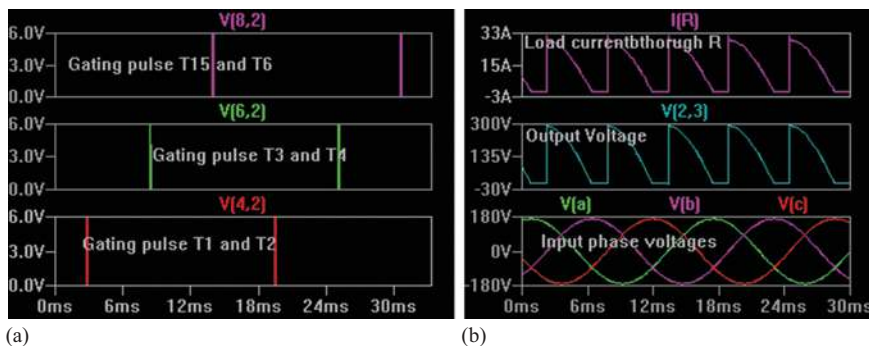 V(8,2)
6.0V
3.0V
0.0V
Gating pulse T15 and T6
V(6,2)
6.0V
3.0V
0.0V
Gating pulse T3 and T4
V(4,2)
6.0V
3.0V
0.0V
Gating pulse T1 and T2
0ms 6ms 12ms 18ms 24ms 30ms
(a)
I(R)
33A
15A
-3A
Load currentbthorugh R
V(2,3)
300V
135V
-30V
Output Voltage
V(a) V(b) V(c)
180V
0V
-180V
Input phase voltages
0ms 6ms 12ms 18ms 24ms 30ms
(b)